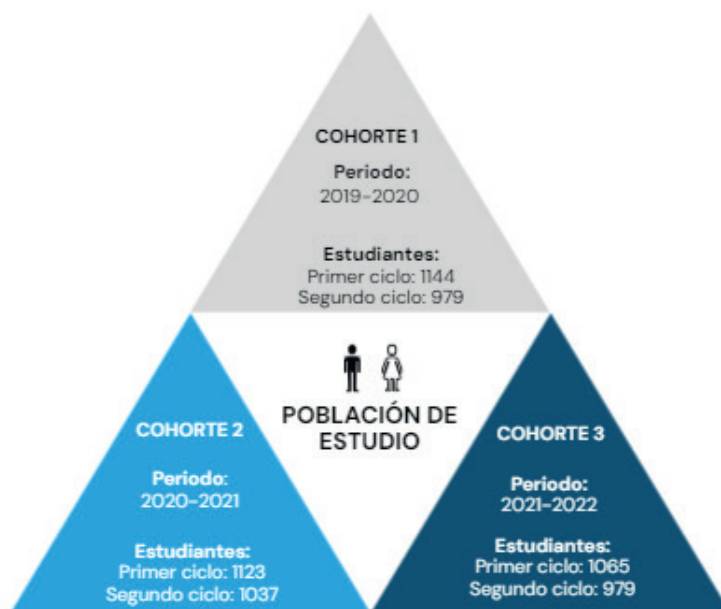 COHORTE 1
Periodo:
2019-2020
Estudiantes:
Primer ciclo: 1144
Segundo ciclo: 979
POBLACIÓN DE
ESTUDIO
COHORTE 2
Periodo:
2020-2021
Estudiantes:
Primer ciclo: 1123
Segundo ciclo: 1037
COHORTE 3
Periodo:
2021-2022
Estudiantes:
Primer ciclo: 1065
Segundo ciclo: 979